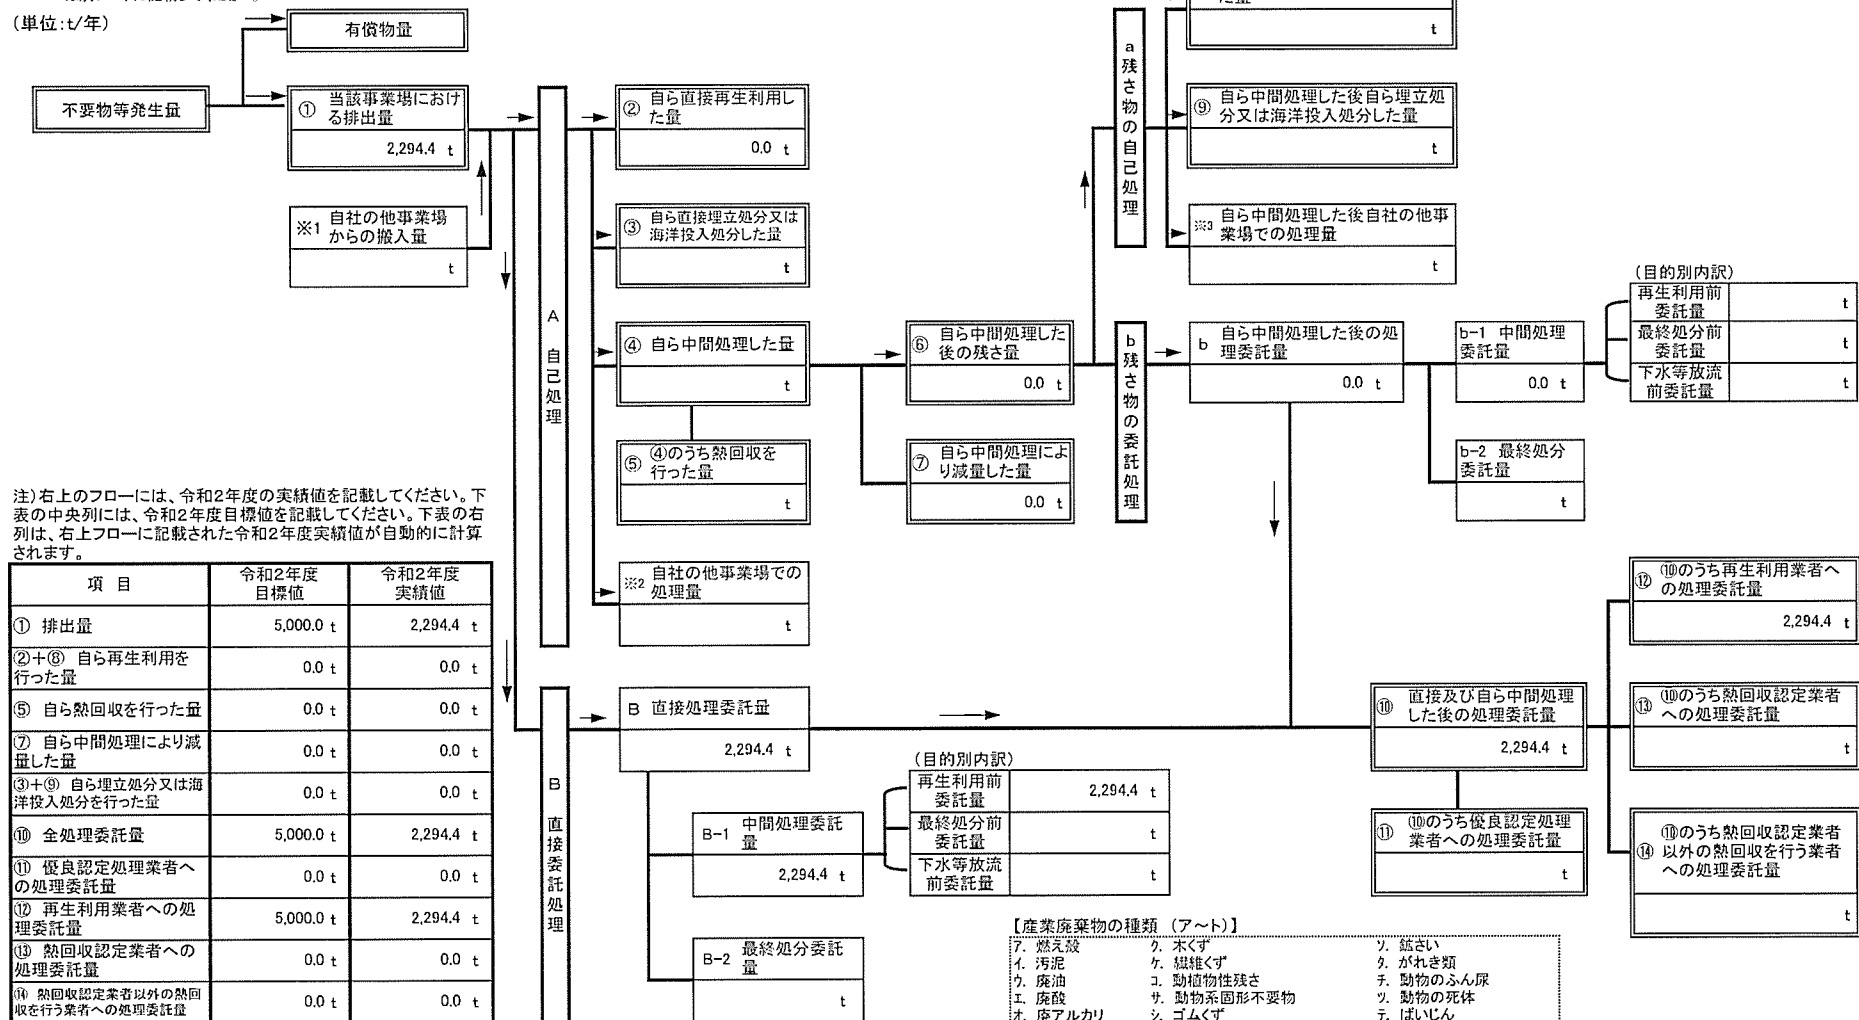 (単位:t/年)
有償物量
不要物等発生量
① 当該事業場におけ
る排出量
2,294.4 t
※1 自社の他事業場
からの搬入量
t
A 自己処理
② 自ら直接再生利用し
た量
0.0 t
③ 自ら直接埋立処分又は
海洋投入処分した量
t
④ 自ら中間処理した量
t
⑤ ④のうち熱回収を
行った量
t
※2 自社の他事業場での
処理量
t
⑥ 自ら中間処理した
後の残さ量
0.0 t
⑦ 自ら中間処理によ
り減量した量
0.0 t
a 残さ物の自己処理
t
⑨ 自ら中間処理した後自ら埋立処
分又は海洋投入処分した量
t
※3 自ら中間処理した後自社の他事
業場での処理量
t
b 残さ物の委託処理
b 自ら中間処理した後の処
理委託量
0.0 t
b-1 中間処理
委託量
0.0 t
(目的別内訳)
再生利用前
委託量 t
最終処分前
委託量 t
下水等放流
前委託量 t
b-2 最終処分
委託量
t
注)右上のフローには、令和2年度の実績値を記載してください。下
表の中央列には、令和2年度目標値を記載してください。下表の右
列は、右上フローに記載された令和2年度実績値が自動的に計算
されます。
項 目 令和2年度 目標値 令和2年度 実績値
① 排出量 5,000.0 t 2,294.4 t
②+⑧ 自ら再生利用を
行った量 0.0 t 0.0 t
⑤ 自ら熱回収を行った量 0.0 t 0.0 t
⑦ 自ら中間処理により減
量した量 0.0 t 0.0 t
③+⑨ 自ら埋立処分又は海
洋投入処分を行った量 0.0 t 0.0 t
⑩ 全処理委託量 5,000.0 t 2,294.4 t
⑪ 優良認定処理業者へ
の処理委託量 0.0 t 0.0 t
⑫ 再生利用業者への処
理委託量 5,000.0 t 2,294.4 t
⑬ 熱回収認定業者への
処理委託量 0.0 t 0.0 t
⑭ 熱回収認定業者以外の熱回
収を行う業者への処理委託量 0.0 t 0.0 t
B 直接委託処理
B 直接処理委託量
2,294.4 t
B-1 中間処理委託
量
2,294.4 t
(目的別内訳)
再生利用前
委託量 2,294.4 t
最終処分前
委託量 t
下水等放流
前委託量 t
B-2 最終処分委託
量
t
⑩ 直接及び自ら中間処理
した後の処理委託量
2,294.4 t
⑪ ⑩のうち優良認定処理
業者への処理委託量
t
⑫ ⑩のうち再生利用業者へ
の処理委託量
2,294.4 t
⑬ ⑩のうち熱回収認定業者
への処理委託量
t
⑭ ⑩のうち熱回収認定業者
以外の熱回収を行う業者
への処理委託量
t
【産業廃棄物の種類 (ア~ト)】
ア. 燃え殻 ク. 木くず ソ. 鉱さい
イ. 汚泥 ケ. 繊維くず タ. がれき類
ウ. 廃油 コ. 動植物性残さ チ. 動物のふん尿
エ. 廃酸 サ. 動物系固形不要物 ツ. 動物の死体
オ. 廃アルカリ シ. ゴムくず テ. ばいじん